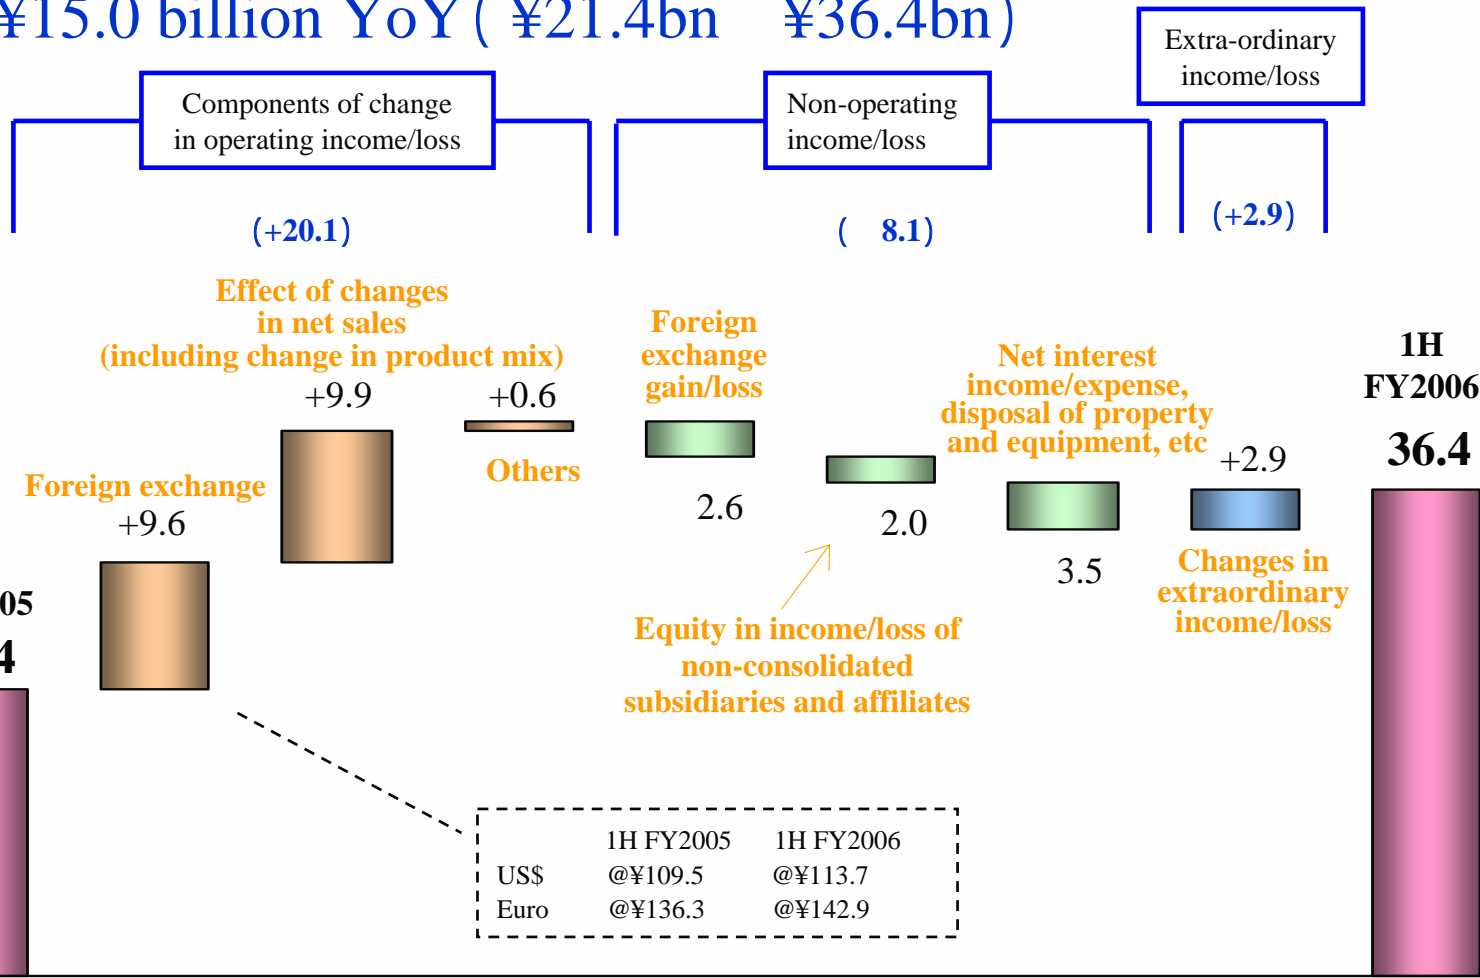 ¥15.0 billion YoY( ¥21.4bn ¥36.4bn)
Extra-ordinary
income/loss
Components of change
in operating income/loss
Non-operating
income/loss
(+20.1)
( 8.1)
(+2.9)
Effect of changes
in net sales
(including change in product mix)
+9.9
+0.6
Others
Foreign exchange
+9.6
Foreign
exchange
gain/loss
2.6
2.0
Net interest
income/expense,
disposal of property
and equipment, etc
3.5
+2.9
Changes in
extraordinary
income/loss
Equity in income/loss of
non-consolidated
subsidiaries and affiliates
1H
FY2006
36.4
05
4
1H FY2005 1H FY2006
US$ @¥109.5 @¥113.7
Euro @¥136.3 @¥142.9